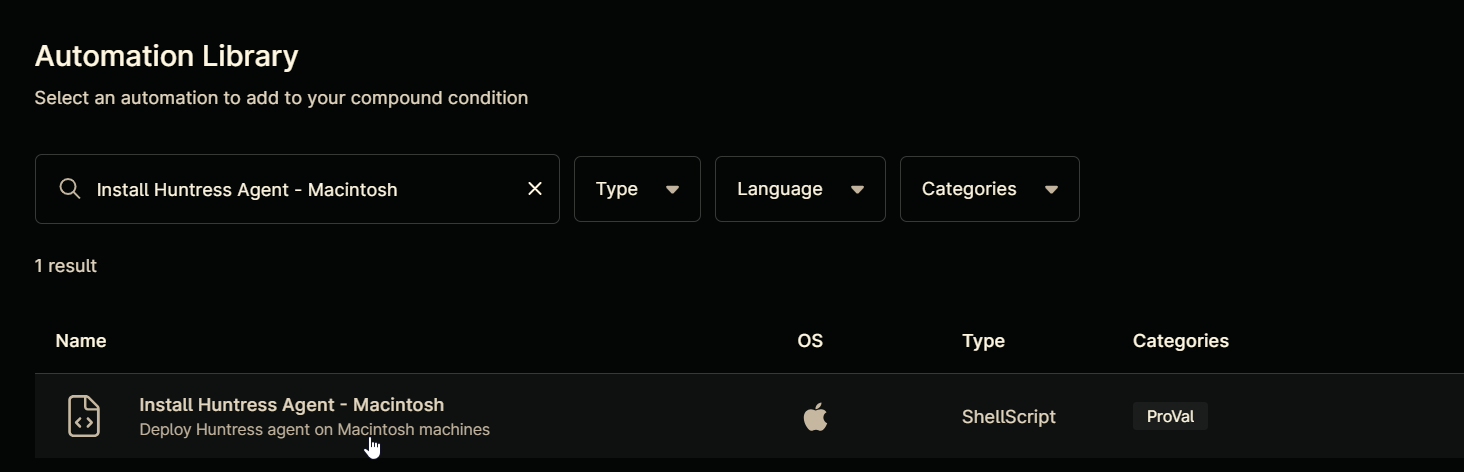 Automation Library
Select an automation to add to your compound condition
Install Huntress Agent - Macintosh
Type
Language
Categories
1 result
Name OS Type Categories
Install Huntress Agent - Macintosh
Deploy Huntress agent on Macintosh machines
ShellScript
ProVal